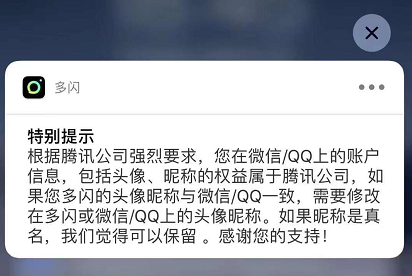 多闪
特别提示
根据腾讯公司强烈要求，您在微信/QQ上的账户
信息，包括头像、昵称的权益属于腾讯公司，如
果您多闪的头像昵称与微信/QQ一致，需要修改
在多闪或微信/QQ上的头像昵称。如果昵称是真
名，我们觉得可以保留 。感谢您的支持！